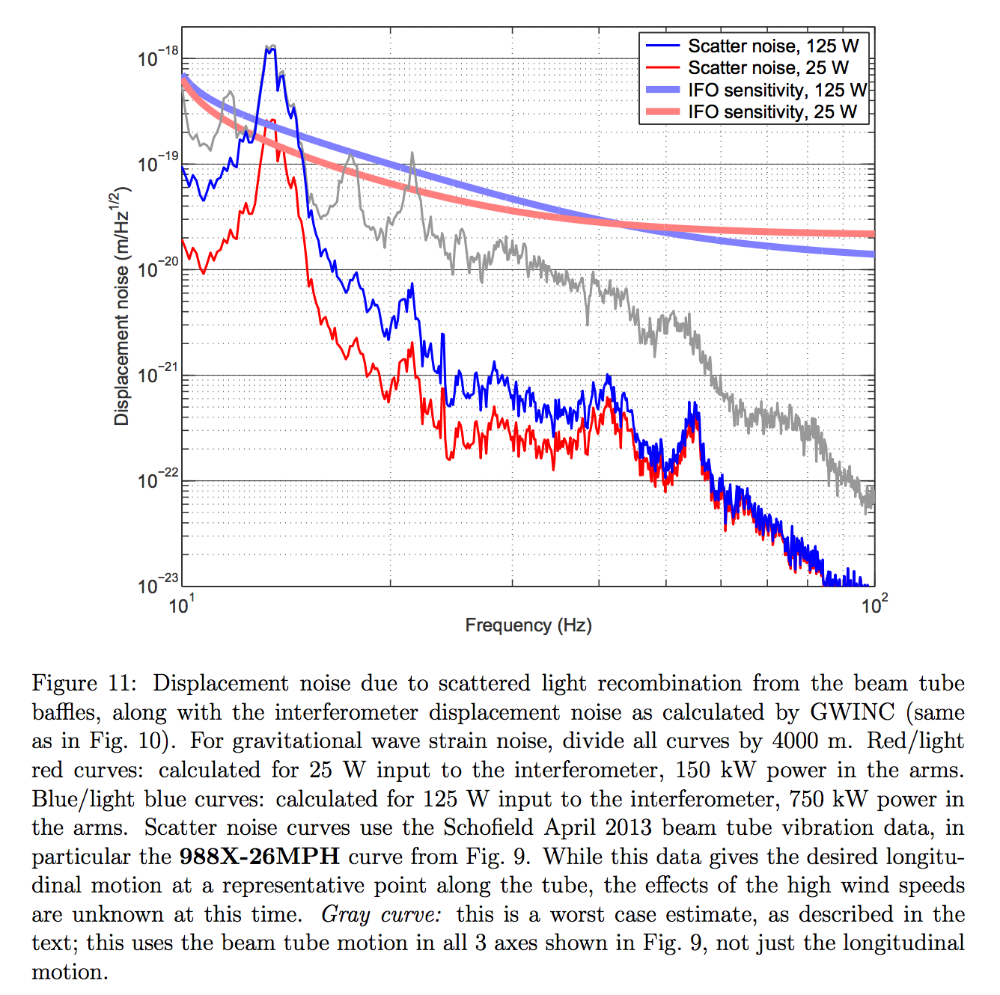 Scatter noise, 125 W
Scatter noise, 25 W
IFO sensitivity, 125 W
IFO sensitivity, 25 W
10^−18
10^−19
10^−20
10^−21
10^−22
10^−23
Displacement noise (m/Hz^1/2)
10^1
10^2
Frequency (Hz)
Figure 11: Displacement noise due to scattered light recombination from the beam tube
baffles, along with the interferometer displacement noise as calculated by GWINC (same
as in Fig. 10). For gravitational wave strain noise, divide all curves by 4000 m. Red/light
red curves: calculated for 25 W input to the interferometer, 150 kW power in the arms.
Blue/light blue curves: calculated for 125 W input to the interferometer, 750 kW power in
the arms. Scatter noise curves use the Schofield April 2013 beam tube vibration data, in
particular the 988X-26MPH curve from Fig. 9. While this data gives the desired longitu-
dinal motion at a representative point along the tube, the effects of the high wind speeds
are unknown at this time. Gray curve: this is a worst case estimate, as described in the
text; this uses the beam tube motion in all 3 axes shown in Fig. 9, not just the longitudinal
motion.